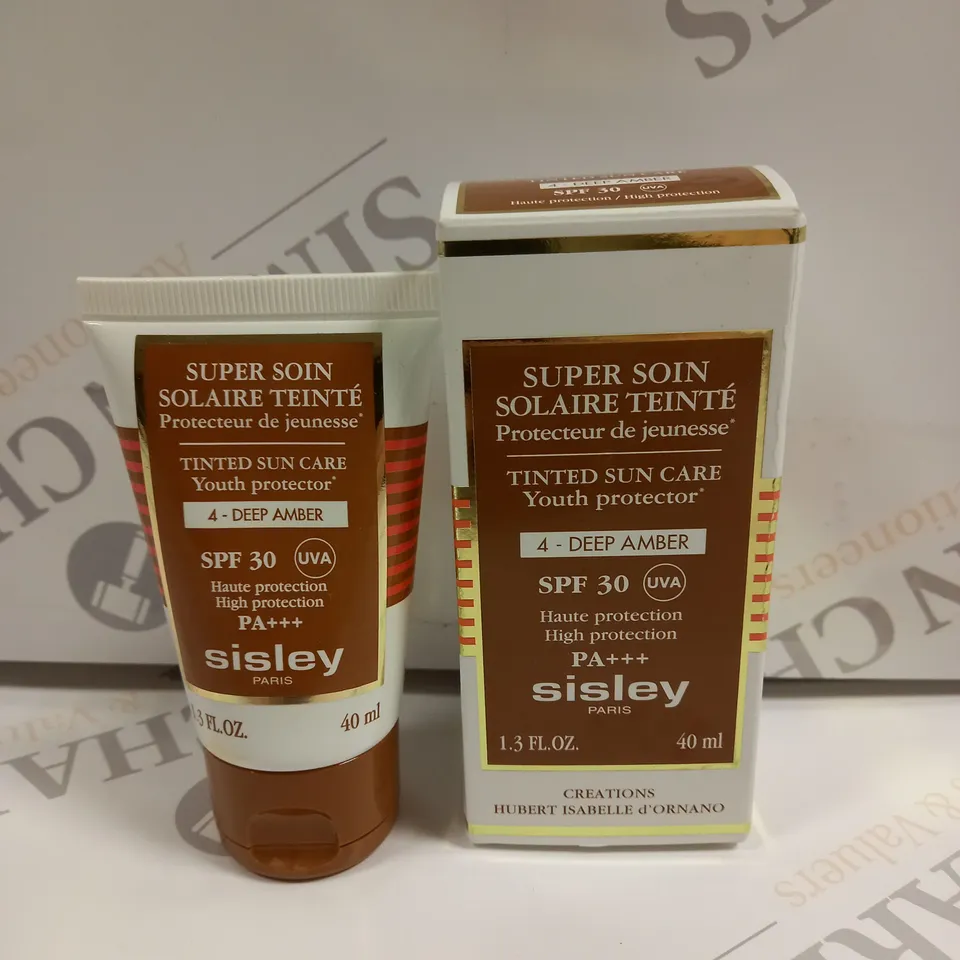 SUPER SOIN
SOLAIRE TEINTÉ
Protecteur de jeunesse*
TINTED SUN CARE
Youth protector*
4 - DEEP AMBER
SPF 30 UVA
Haute protection
High protection
PA+++
sisley
PARIS
FL.OZ. 40 ml
4 - DEEP AMBER
SPF 30 UVA
Haute protection / High protection
SUPER SOIN
SOLAIRE TEINTÉ
Protecteur de jeunesse*
TINTED SUN CARE
Youth protector*
4 - DEEP AMBER
SPF 30 UVA
Haute protection
High protection
PA+++
sisley
PARIS
1.3 FL.OZ. 40 ml
CREATIONS
HUBERT ISABELLE d'ORNANO
& Valuers